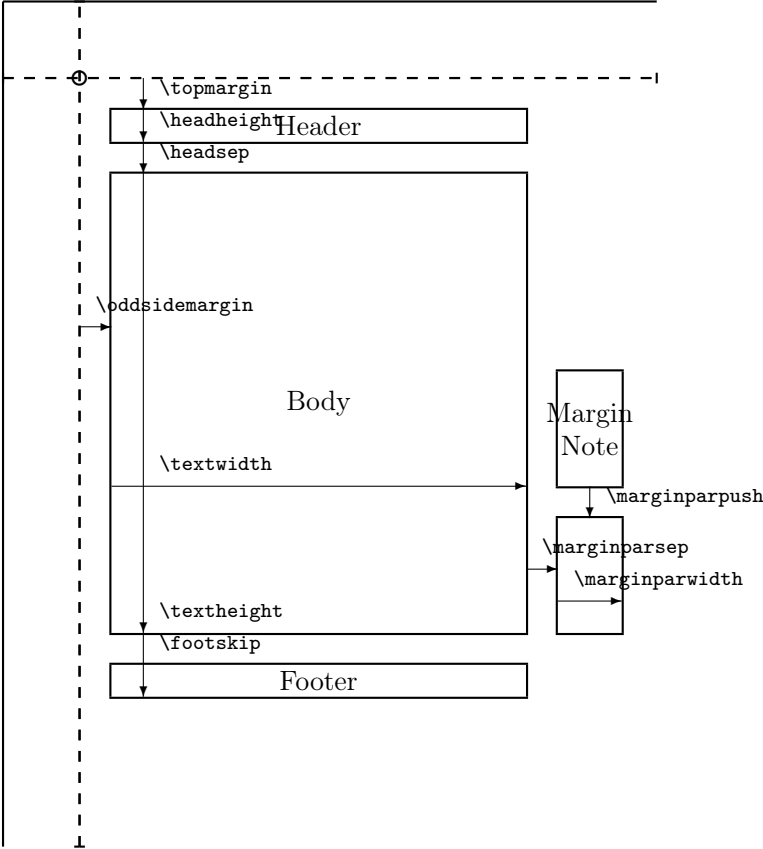 \topmargin
\headheight
Header
\headsep
\oddsidemargin
Body
Margin
Note
\textwidth
\marginparpush
\marginparsep
\marginparwidth
\textheight
\footskip
Footer